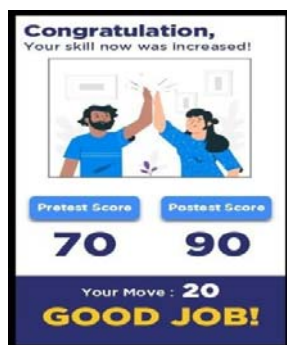 Congratulation,
Your skill now was increased!
Pretest Score
Postest Score
70
90
Your Move : 20
GOOD JOB!